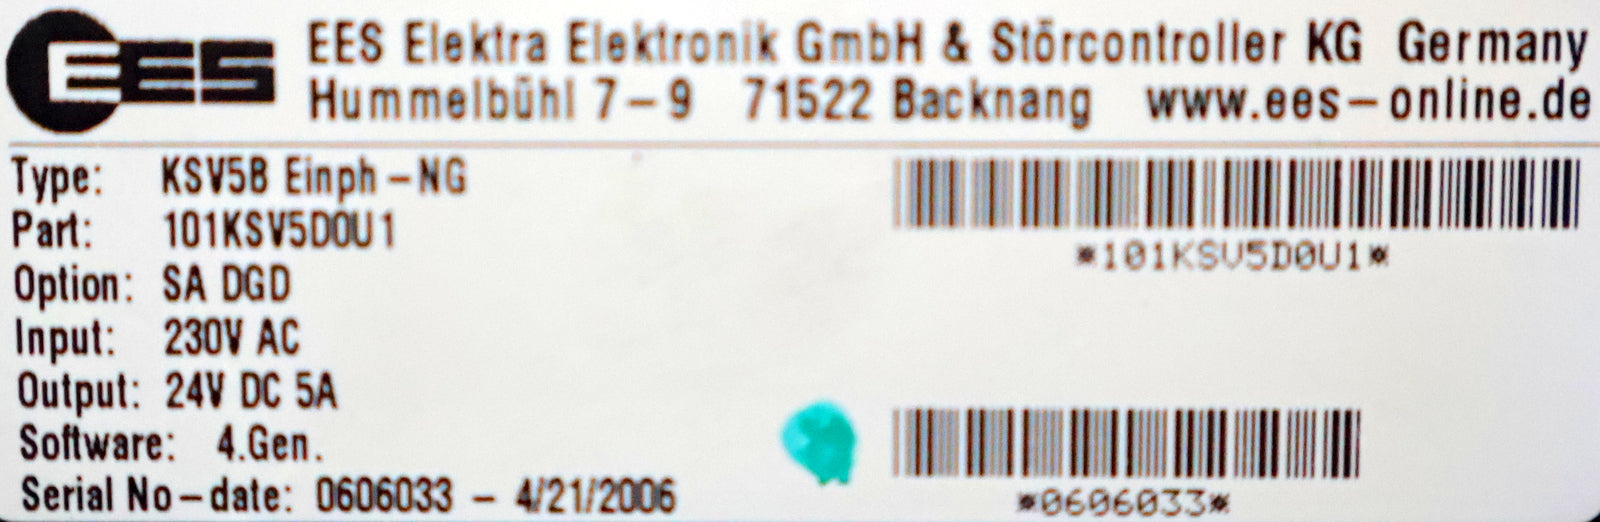 EES EES Elektra Elektronik GmbH & Störcontroller KG Germany
Hummelbühl 7-9 71522 Backnang www.ees-online.de
Type: KSV5B Einph-NG
Part: 101KSV5D0U1
*101KSV5D0U1*
Option: SA DGD
Input: 230V AC
Output: 24V DC 5A
Software: 4.Gen.
Serial No-date: 0606033 - 4/21/2006
*0606033*